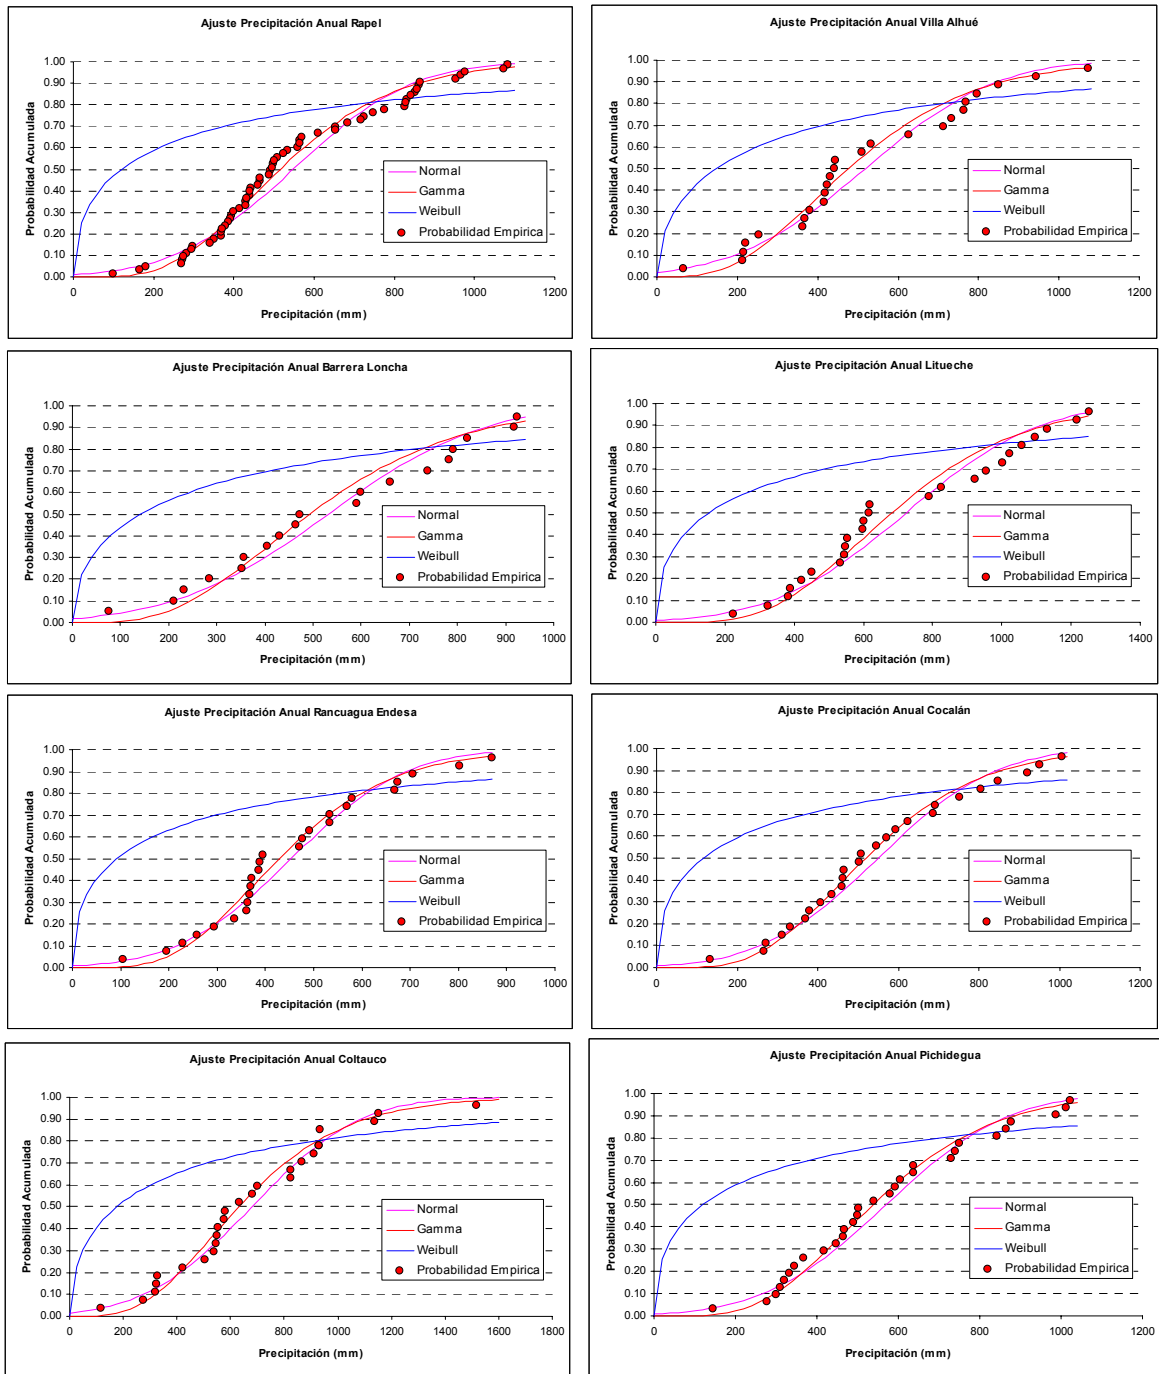 Ajuste Precipitación Anual Rapel
Probabilidad Acumulada
1.00
0.90
0.80
0.70
0.60
0.50
0.40
0.30
0.20
0.10
0.00
Normal
Gamma
Weibull
Probabilidad Empirica
0 200 400 600 800 1000 1200
Precipitación (mm)
Ajuste Precipitación Anual Villa Alhué
Probabilidad Acumulada
1.00
0.90
0.80
0.70
0.60
0.50
0.40
0.30
0.20
0.10
0.00
Normal
Gamma
Weibull
Probabilidad Empirica
0 200 400 600 800 1000 1200
Precipitación (mm)
Ajuste Precipitación Anual Barrera Loncha
Probabilidad Acumulada
1.00
0.90
0.80
0.70
0.60
0.50
0.40
0.30
0.20
0.10
0.00
Normal
Gamma
Weibull
Probabilidad Empirica
0 100 200 300 400 500 600 700 800 900 1000
Precipitación (mm)
Ajuste Precipitación Anual Litueche
Probabilidad Acumulada
1.00
0.90
0.80
0.70
0.60
0.50
0.40
0.30
0.20
0.10
0.00
Normal
Gamma
Weibull
Probabilidad Empirica
0 200 400 600 800 1000 1200 1400
Precipitación (mm)
Ajuste Precipitación Anual Rancuagua Endesa
Probabilidad Acumulada
1.00
0.90
0.80
0.70
0.60
0.50
0.40
0.30
0.20
0.10
0.00
Normal
Gamma
Weibull
Probabilidad Empirica
0 100 200 300 400 500 600 700 800 900 1000
Precipitación (mm)
Ajuste Precipitación Anual Cocalán
Probabilidad Acumulada
1.00
0.90
0.80
0.70
0.60
0.50
0.40
0.30
0.20
0.10
0.00
Normal
Gamma
Weibull
Probabilidad Empirica
0 200 400 600 800 1000 1200
Precipitación (mm)
Ajuste Precipitación Anual Coltauco
Probabilidad Acumulada
1.00
0.90
0.80
0.70
0.60
0.50
0.40
0.30
0.20
0.10
0.00
Normal
Gamma
Weibull
Probabilidad Empirica
0 200 400 600 800 1000 1200 1400 1600 1800
Precipitación (mm)
Ajuste Precipitación Anual Pichidegua
Probabilidad Acumulada
1.00
0.90
0.80
0.70
0.60
0.50
0.40
0.30
0.20
0.10
0.00
Normal
Gamma
Weibull
Probabilidad Empirica
0 200 400 600 800 1000 1200
Precipitación (mm)